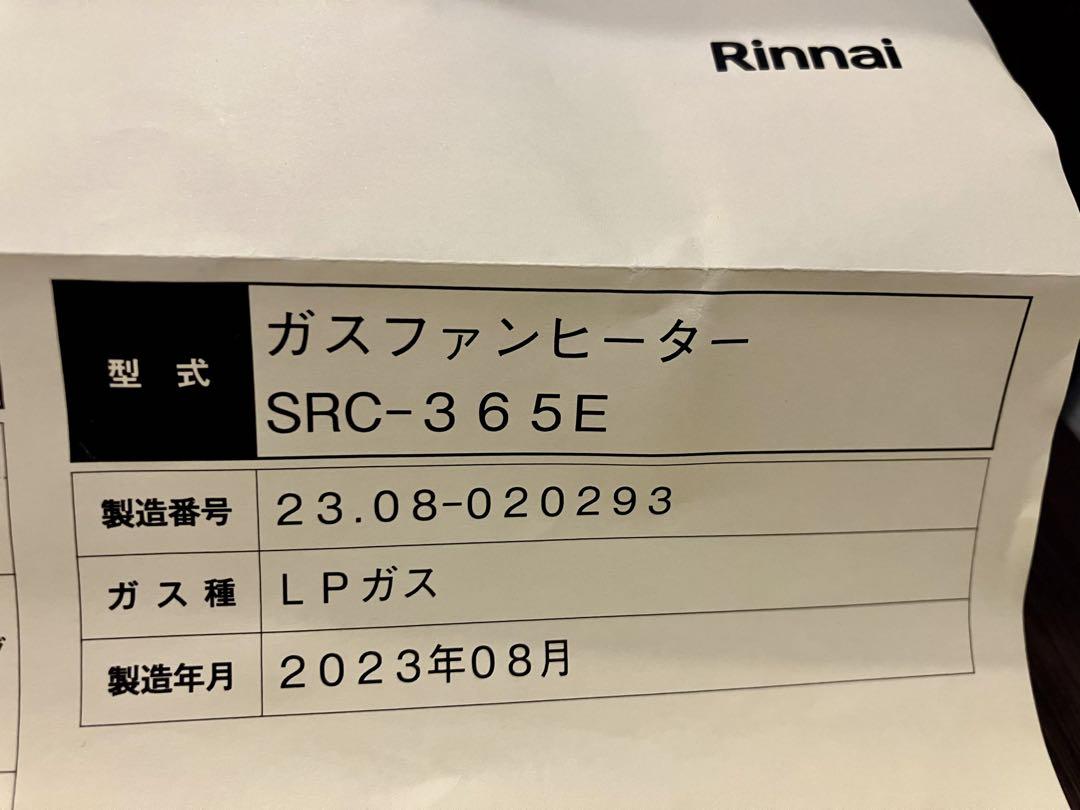 Rinnai
型式
ガスファンヒーター
SRC-365E
製造番号 23.08-020293
ガス種 LPガス
製造年月 2023年08月